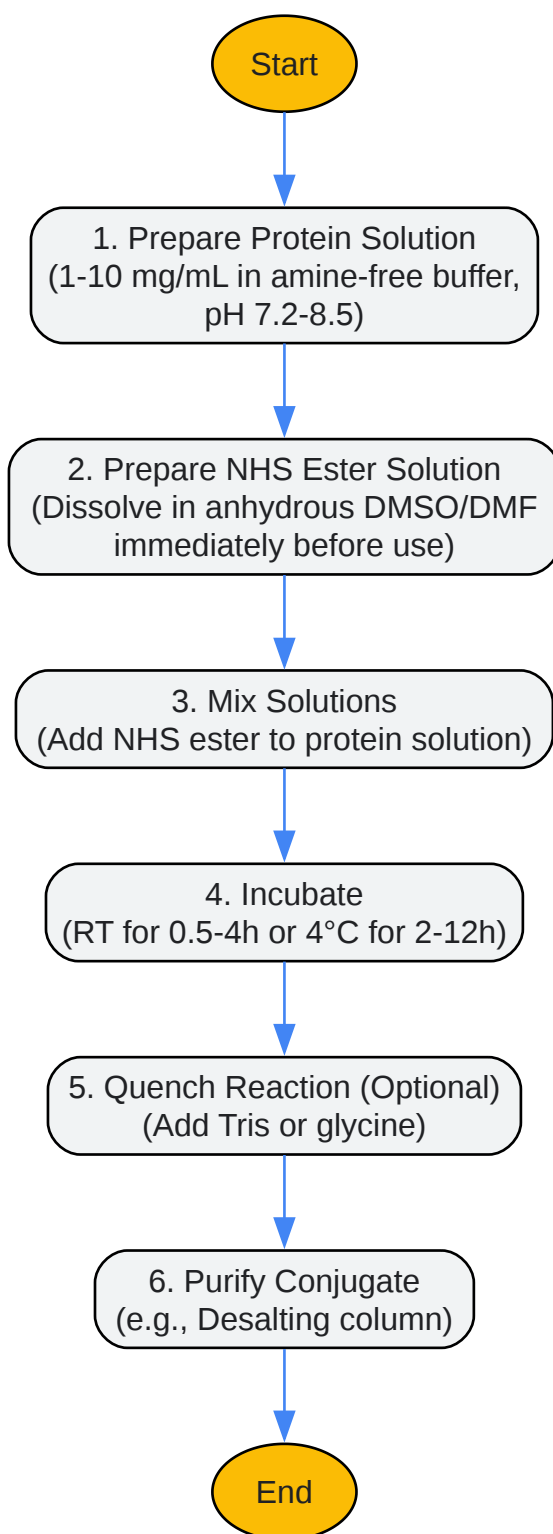 Start
1. Prepare Protein Solution
(1-10 mg/mL in amine-free buffer,
pH 7.2-8.5)
2. Prepare NHS Ester Solution
(Dissolve in anhydrous DMSO/DMF
immediately before use)
3. Mix Solutions
(Add NHS ester to protein solution)
4. Incubate
(RT for 0.5-4h or 4°C for 2-12h)
5. Quench Reaction (Optional)
(Add Tris or glycine)
6. Purify Conjugate
(e.g., Desalting column)
End